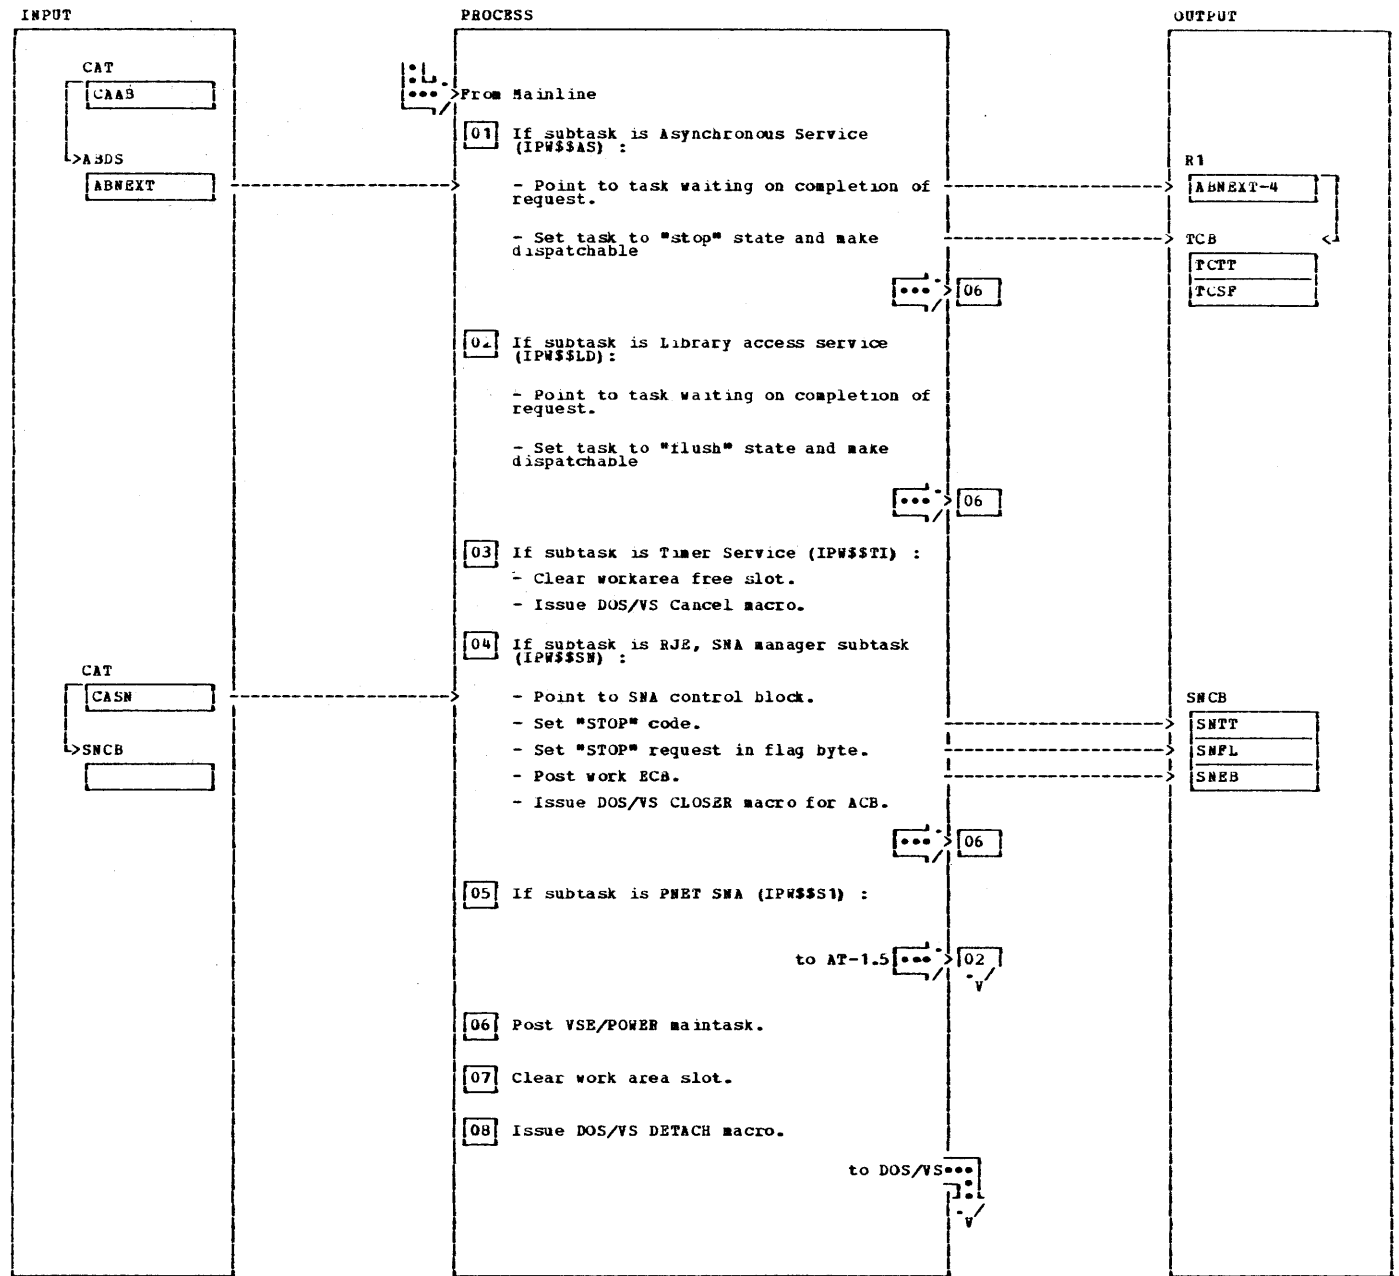 INPUT
PROCESS
OUTPUT
CAT
CAAB
From Mainline
01 If subtask is Asynchronous Service
(IPW$$AS) :
>ABDS
R1
ABNEXT
- Point to task waiting on completion of
request.
ABNEXT-4
- Set task to "stop" state and make
dispatchable
TCB
TCTT
06
TCSF
02 If subtask is Library access service
(IPW$$LD):
- Point to task waiting on completion of
request.
- Set task to "flush" state and make
dispatchable
06
03 If subtask is Timer Service (IPW$$TI) :
- Clear workarea free slot.
- Issue DOS/VS Cancel macro.
04 If subtask is RJE, SNA manager subtask
(IPW$$SN) :
CAT
CASN
- Point to SNA control block.
SNCB
- Set "STOP" code.
SNTT
>SNCB
- Set "STOP" request in flag byte.
SNFL
- Post work ECB.
SNEB
- Issue DOS/VS CLOSER macro for ACB.
06
05 If subtask is PNET SNA (IPW$$S1) :
to AT-1.5
02
06 Post VSE/POWER maintask.
07 Clear work area slot.
08 Issue DOS/VS DETACH macro.
to DOS/VS